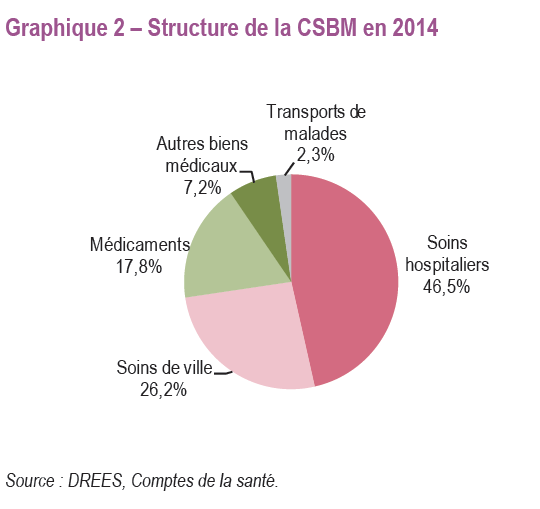 Graphique 2 – Structure de la CSBM en 2014
Transports de
malades
2,3%
Autres biens
médicaux
7,2%
Médicaments
17,8%
Soins
hospitaliers
46,5%
Soins de ville
26,2%
Source : DREES, Comptes de la santé.